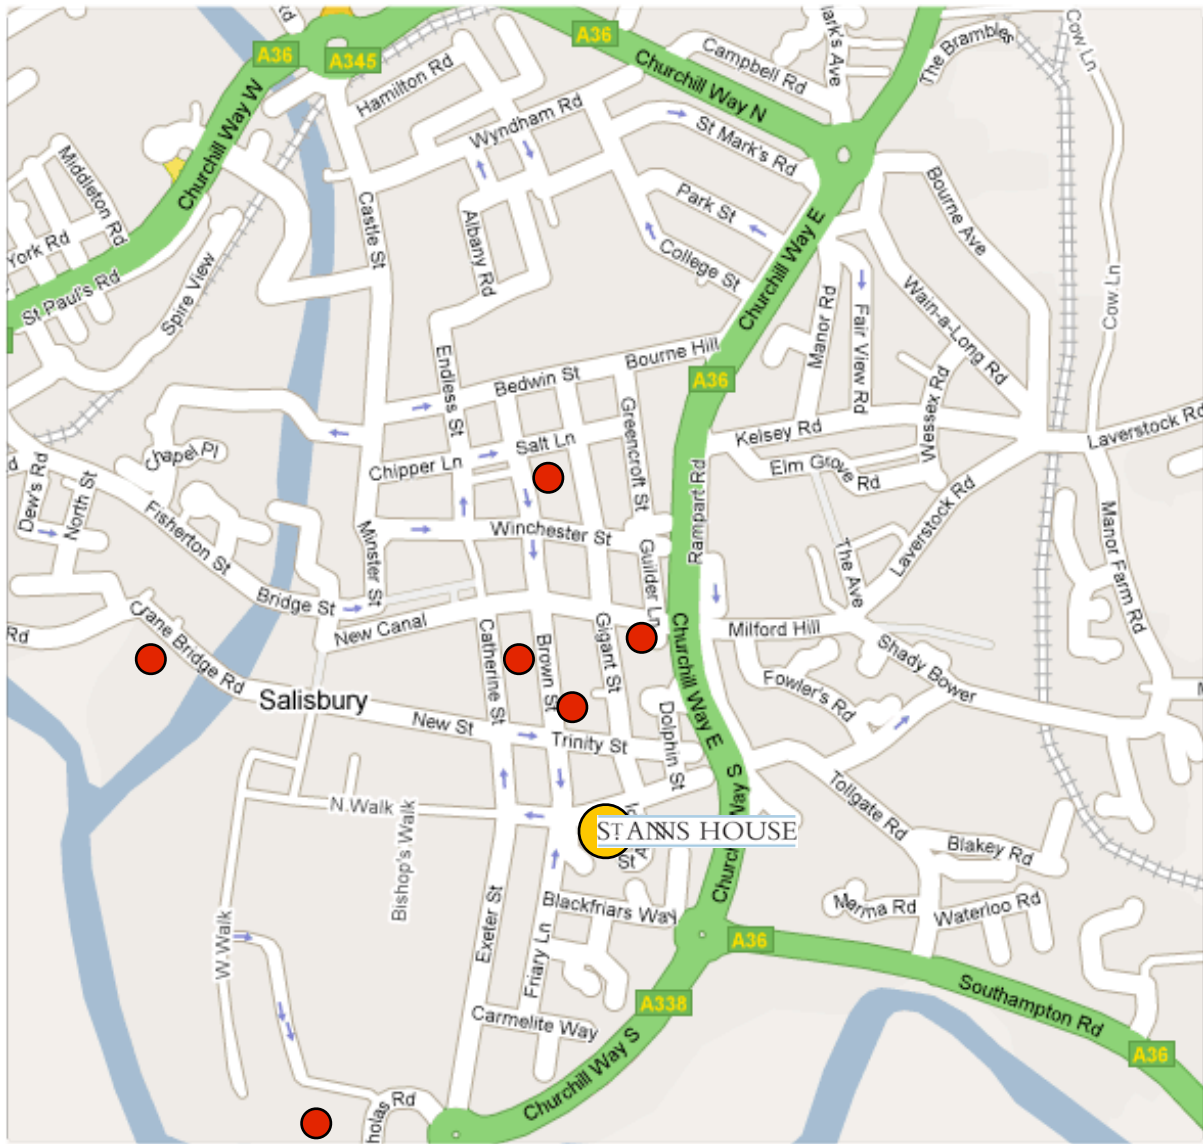 Rd
A36
A345
A36
Churchill Way N
Campbell Rd
ark's Ave
The Brambles
Cow Ln
Hamilton Rd
Churchill Way W
Wyndham Rd
St Mark's Rd
Middleton Rd
York Rd
St Paul's Rd
Spire View
Castle St
Albany Rd
Park St
College St
Churchill Way E
Bourne Ave
Wain-a-Long Rd
Cow Ln
Manor Rd
Fair View Rd
Endless St
Bedwin St
Bourne Hill
A36
Greencroft St
Salt Ln
Chipper Ln
Kelsey Rd
Elm Grove Rd
Wessex Rd
Laverstock Rd
Laverstock Rd
Chapel Pl
Dew's Rd
North St
Fisherton St
Minster St
Winchester St
Rampart Rd
Guilder Ln
The Ave
Manor Farm Rd
Bridge St
New Canal
Crane Bridge Rd
Rd
Catherine St
Brown St
Gigant St
Churchill Way E
Milford Hill
Shady Bower
Fowler's Rd
Salisbury
New St
Trinity St
Dolphin St
Tollgate Rd
N.Walk
Bishop's Walk
ST ANNS HOUSE
St
Blakey Rd
Exeter St
Friary Ln
Blackfriars Way
Waterloo Rd
W.Walk
A36
Southampton Rd
A36
A338
Carmelite Way
Churchill Way S
holas Rd